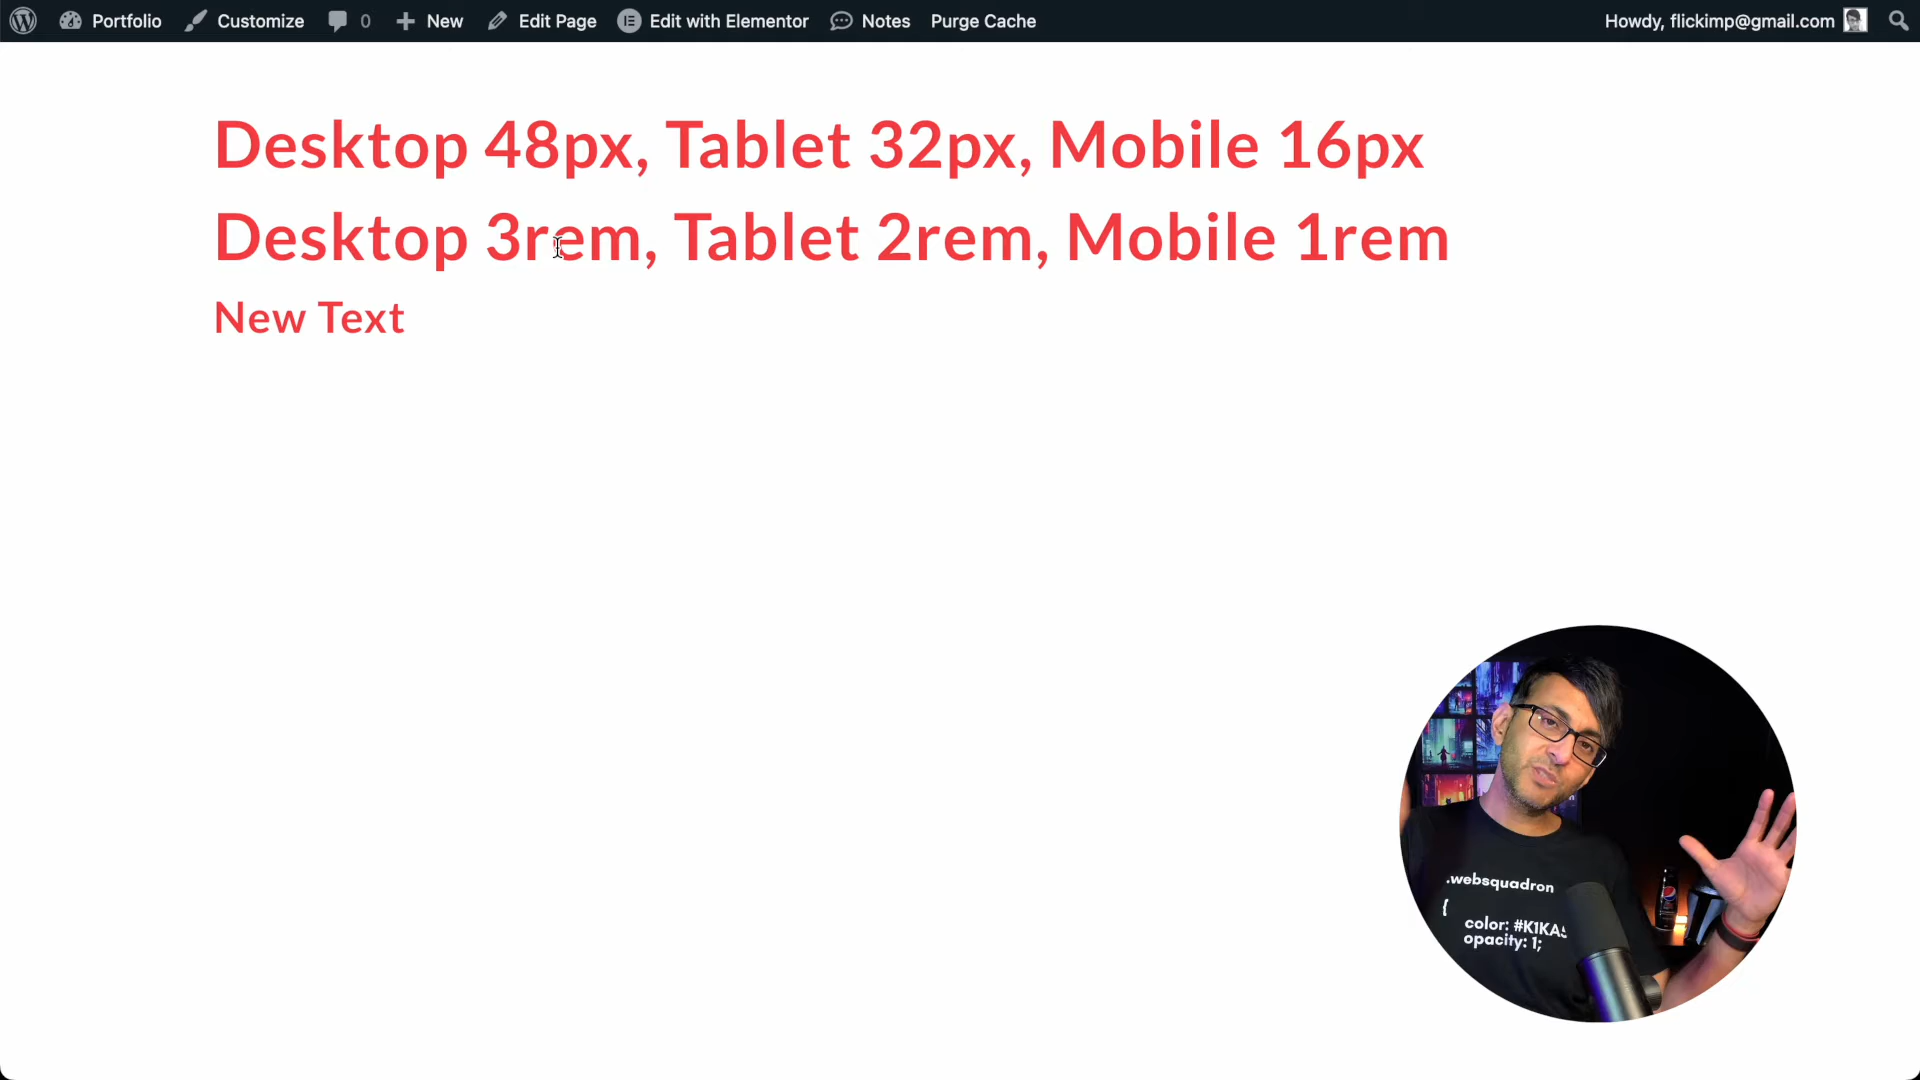 Portfolio Customize 0 New Edit Page Edit with Elementor Notes Purge Cache Howdy, flickimp@gmail.com
Desktop 48px, Tablet 32px, Mobile 16px
Desktop 3rem, Tablet 2rem, Mobile 1rem
New Text
.websquadron
{
color: #K1KA
opacity: 1;